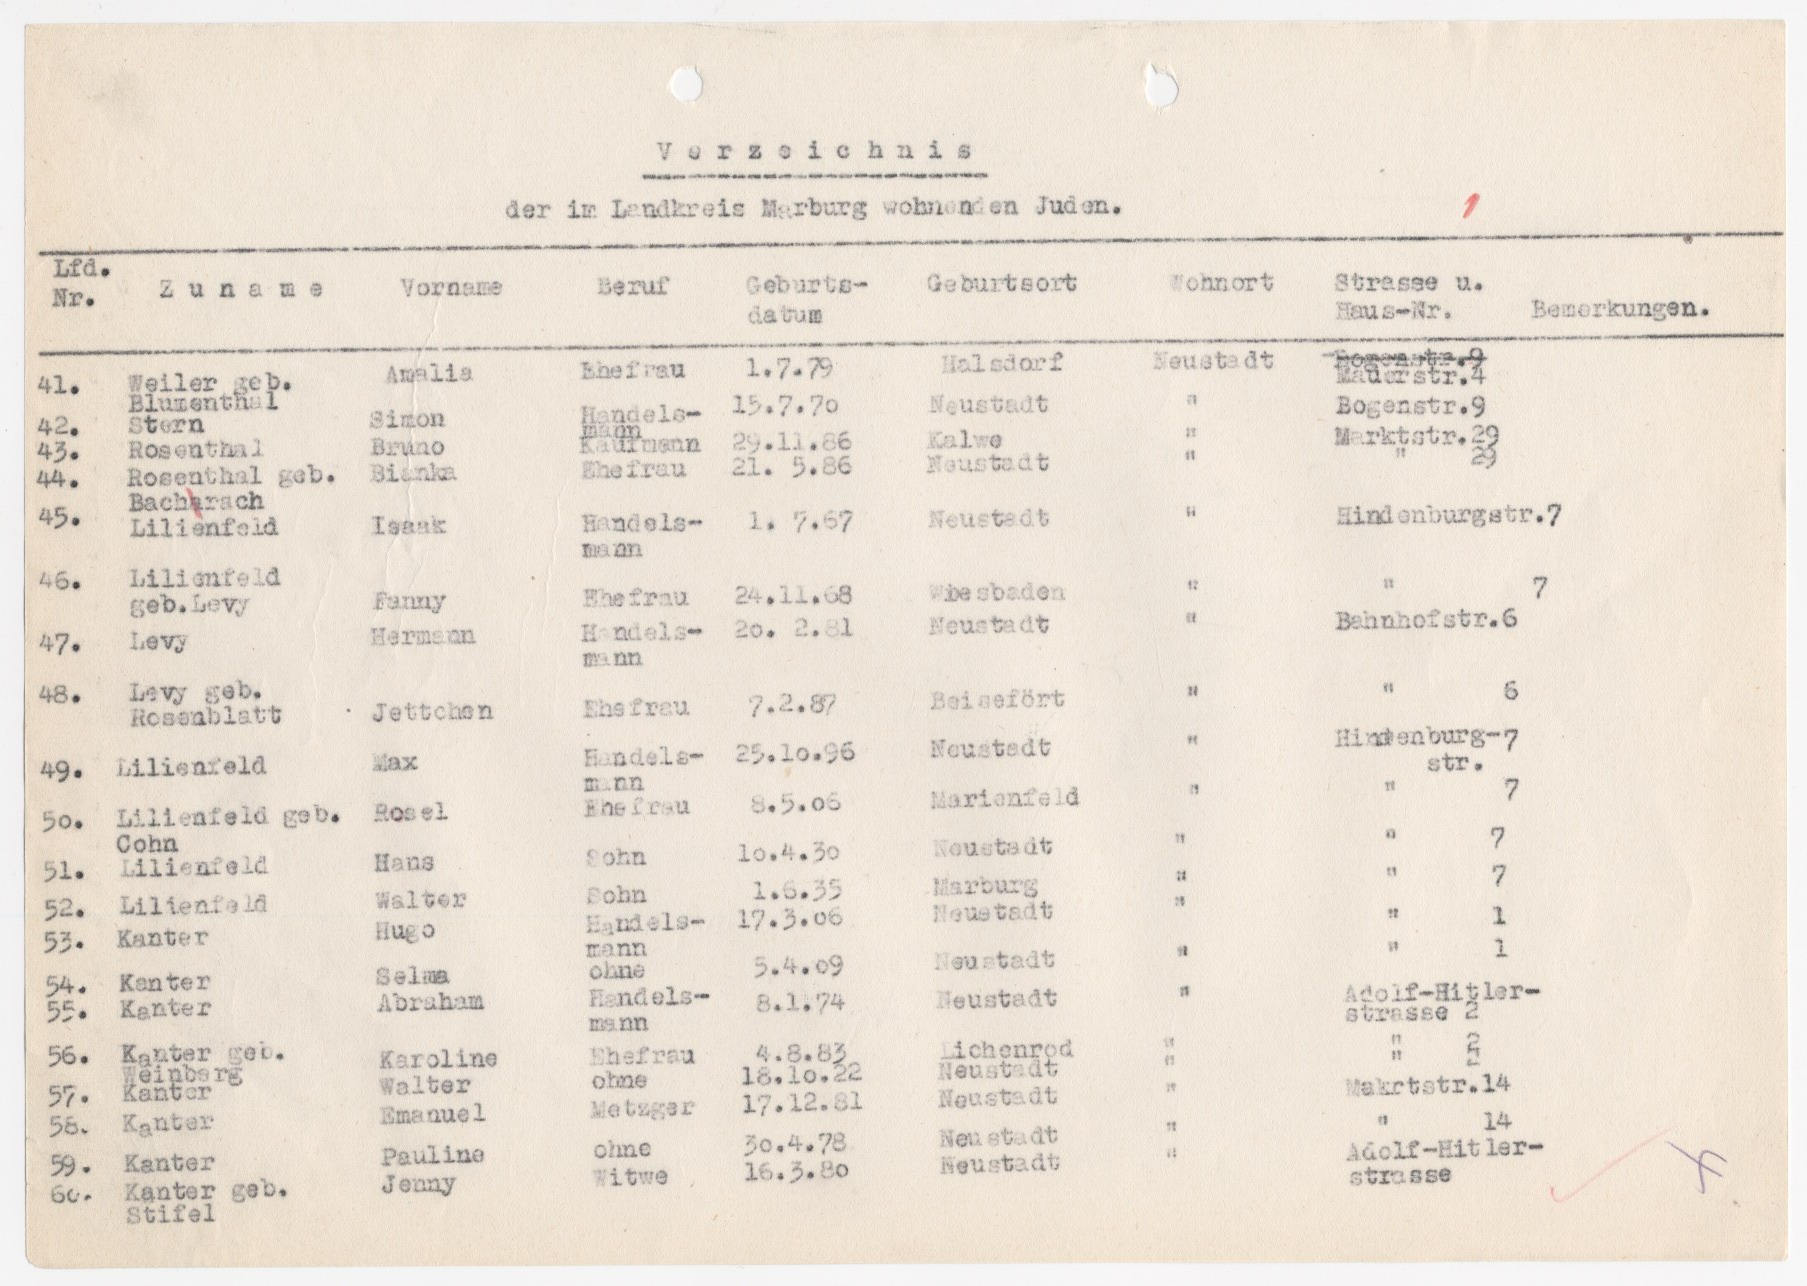 Verzeichnis
der im Landkreis Marburg wohnenden Juden.
1
Lfd. Nr. Zuname Vorname Beruf Geburts-datum Geburtsort Wohnort Strasse u. Haus-Nr. Bemerkungen.
41. Weiler geb. Amalia Ehefrau 1.7.79 Halsdorf Neustadt Bogenstr.9
Blumenthal Mauerstr.4
42. Stern Simon Handels- 15.7.70 Neustadt " Bogenstr.9
mann
43. Rosenthal Bruno Kaufmann 29.11.86 Kalwe " Marktstr.29
44. Rosenthal geb. Bianka Ehefrau 21. 5.86 Neustadt " " 29
Bacharach
45. Lilienfeld Isaak Handels- 1. 7.67 Neustadt " Hindenburgstr.7
mann
46. Lilienfeld
geb.Levy Fanny Ehefrau 24.11.68 Wiesbaden " " 7
47. Levy Hermann Handels- 20. 2.81 Neustadt " Bahnhofstr.6
mann
48. Levy geb.
Rosenblatt Jettchen Ehefrau 7.2.87 Beisefört " " 6
49. Lilienfeld Max Handels- 25.10.96 Neustadt " Hindenburg-7
mann str.
50. Lilienfeld geb. Rosel Ehefrau 8.5.06 Marienfeld " " 7
Cohn
51. Lilienfeld Hans Sohn 10.4.30 Neustadt " " 7
52. Lilienfeld Walter Sohn 1.6.35 Marburg " " 7
53. Kanter Hugo Handels- 17.3.06 Neustadt " " 1
mann
54. Kanter Selma ohne 5.4.09 Neustadt " " 1
55. Kanter Abraham Handels- 8.1.74 Neustadt " Adolf-Hitler-
mann strasse 2
56. Kanter geb. Karoline Ehefrau 4.8.83 Lichenrod " " 2
Weinberg
57. Kanter Walter ohne 18.10.22 Neustadt " " 2
58. Kanter Emanuel Metzger 17.12.81 Neustadt " Makrtstr.14
59. Kanter Pauline ohne 30.4.78 Neustadt " " 14
60. Kanter geb. Jenny Witwe 16.3.80 Neustadt " Adolf-Hitler-
Stifel strasse